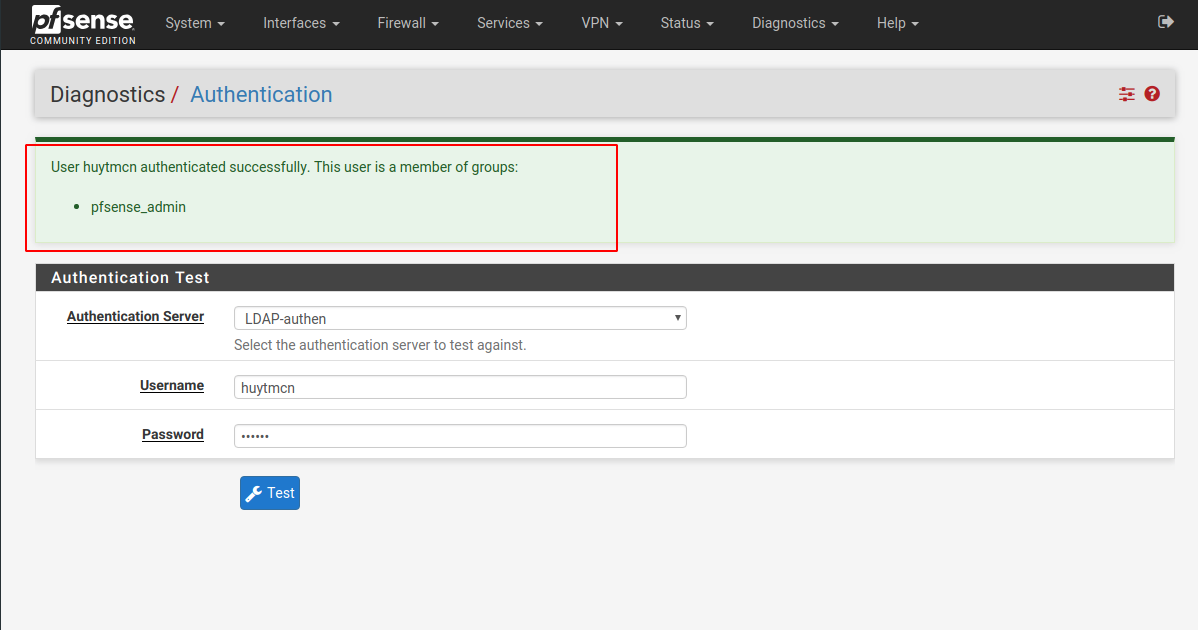 pfsense
COMMUNITY EDITION
System Interfaces Firewall Services VPN Status Diagnostics Help
Diagnostics / Authentication
User huytmcn authenticated successfully. This user is a member of groups:
• pfsense_admin
Authentication Test
Authentication Server LDAP-authen
Select the authentication server to test against.
Username huytmcn
Password ••••••
Test